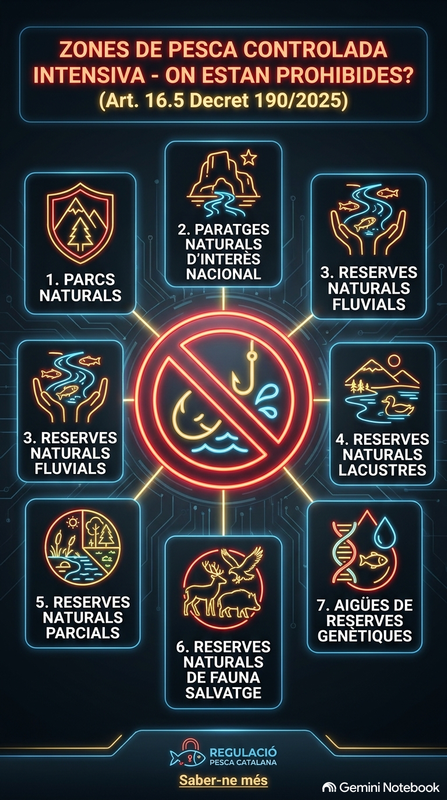 ZONES DE PESCA CONTROLADA
INTENSIVA - ON ESTAN PROHIBIDES?
(Art. 16.5 Decret 190/2025)
1. PARCS
NATURALS
2. PARATGES
NATURALS
D'INTERÈS
NACIONAL
3. RESERVES
NATURALS
FLUVIALS
3. RESERVES
NATURALS
FLUVIALS
4. RESERVES
NATURALS
LACUSTRES
5. RESERVES
NATURALS
PARCIALS
6. RESERVES
NATURALS
DE FAUNA
SALVATGE
7. AIGÜES DE
RESERVES
GENÈTIQUES
REGULACIÓ
PESCA CATALANA
Saber-ne més
Gemini Notebook